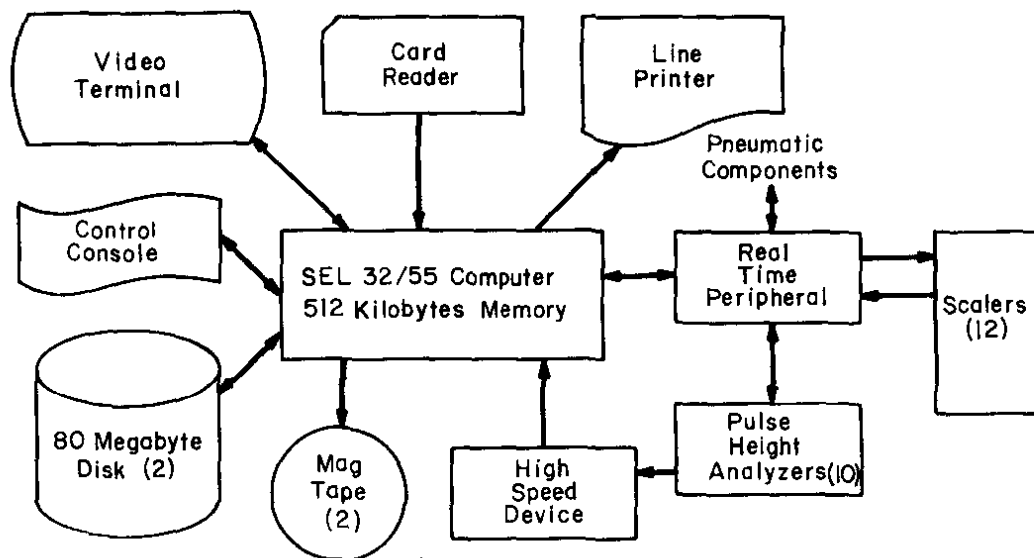 Video
Terminal
Card
Reader
Line
Printer
Pneumatic
Components
Control
Console
SEL 32/55 Computer
512 Kilobytes Memory
Real
Time
Peripheral
Scalers
(12)
80 Megabyte
Disk (2)
Mag
Tape
(2)
High
Speed
Device
Pulse
Height
Analyzers(10)